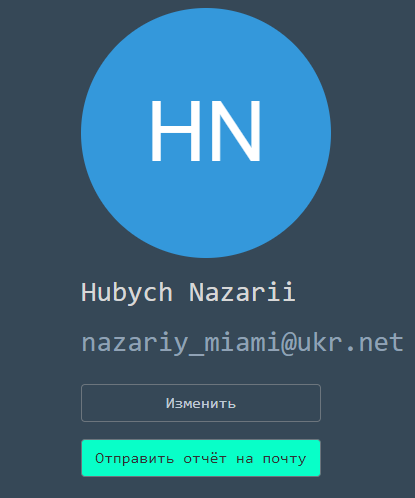 HN
Hubych Nazarii
nazariy_miami@ukr.net
Изменить
Отправить отчёт на почту